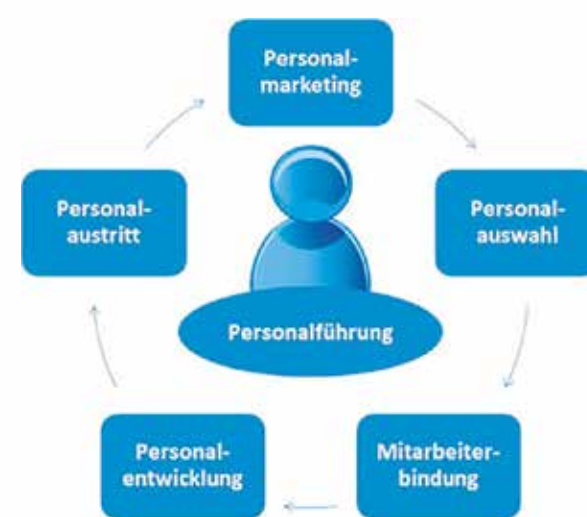 Personal-
marketing
Personal-
auswahl
Mitarbeiter-
bindung
Personal-
entwicklung
Personal-
austritt
Personalführung